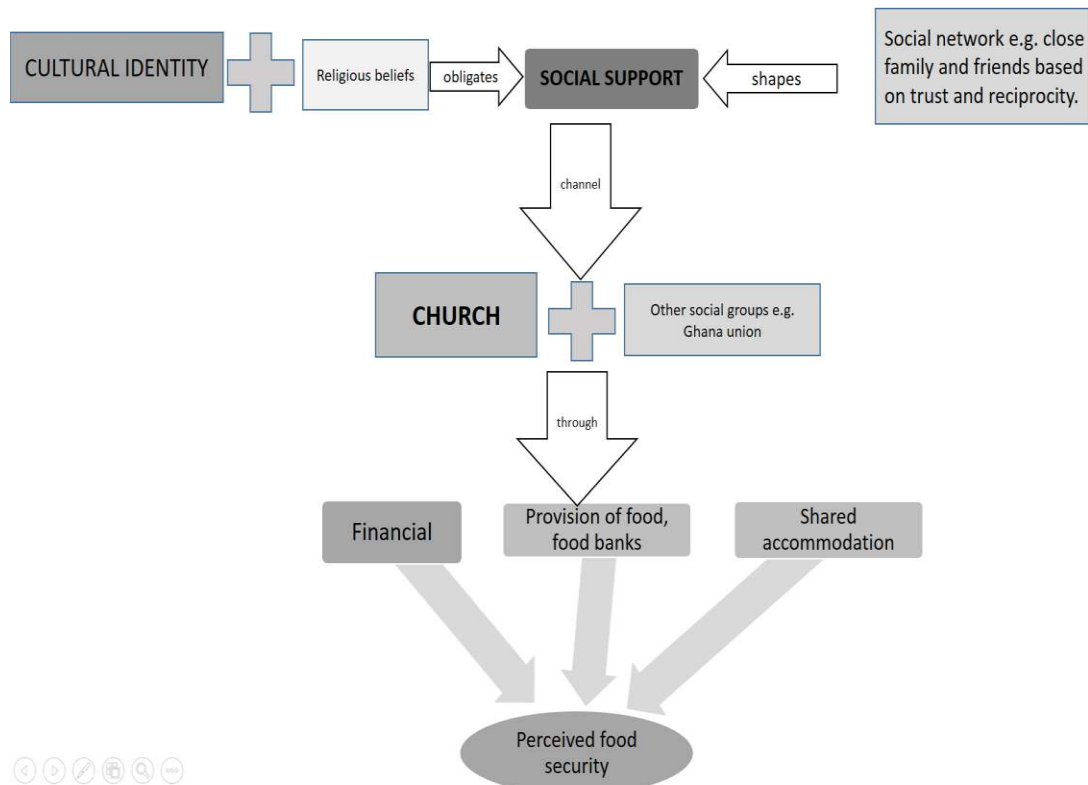 CULTURAL IDENTITY
Religious beliefs
obligates
SOCIAL SUPPORT
shapes
Social network e.g. close
family and friends based
on trust and reciprocity.
channel
CHURCH
Other social groups e.g.
Ghana union
through
Financial
Provision of food,
food banks
Shared
accommodation
Perceived food
security